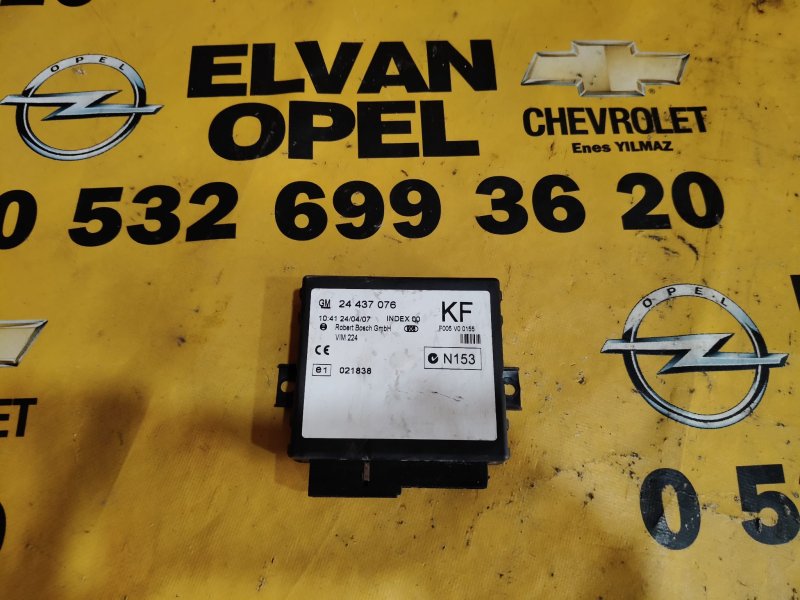 OPEL
ELVAN
OPEL
CHEVROLET
Enes YILMAZ
0 532 699 36 20
OPEL
GM 24 437 076
KF
10:41 24/04/07 INDEX 00
Robert Bosch GmbH
P005 V0 0155
VIM 224
CE
N153
e1 021838
ET
0 5